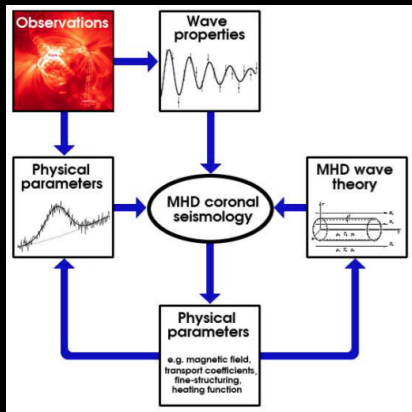 Observations
Wave
properties
Physical
parameters
MHD coronal
seismology
MHD wave
theory
Physical
parameters
e.g. magnetic field,
transport coefficients,
fine-structuring,
heating function